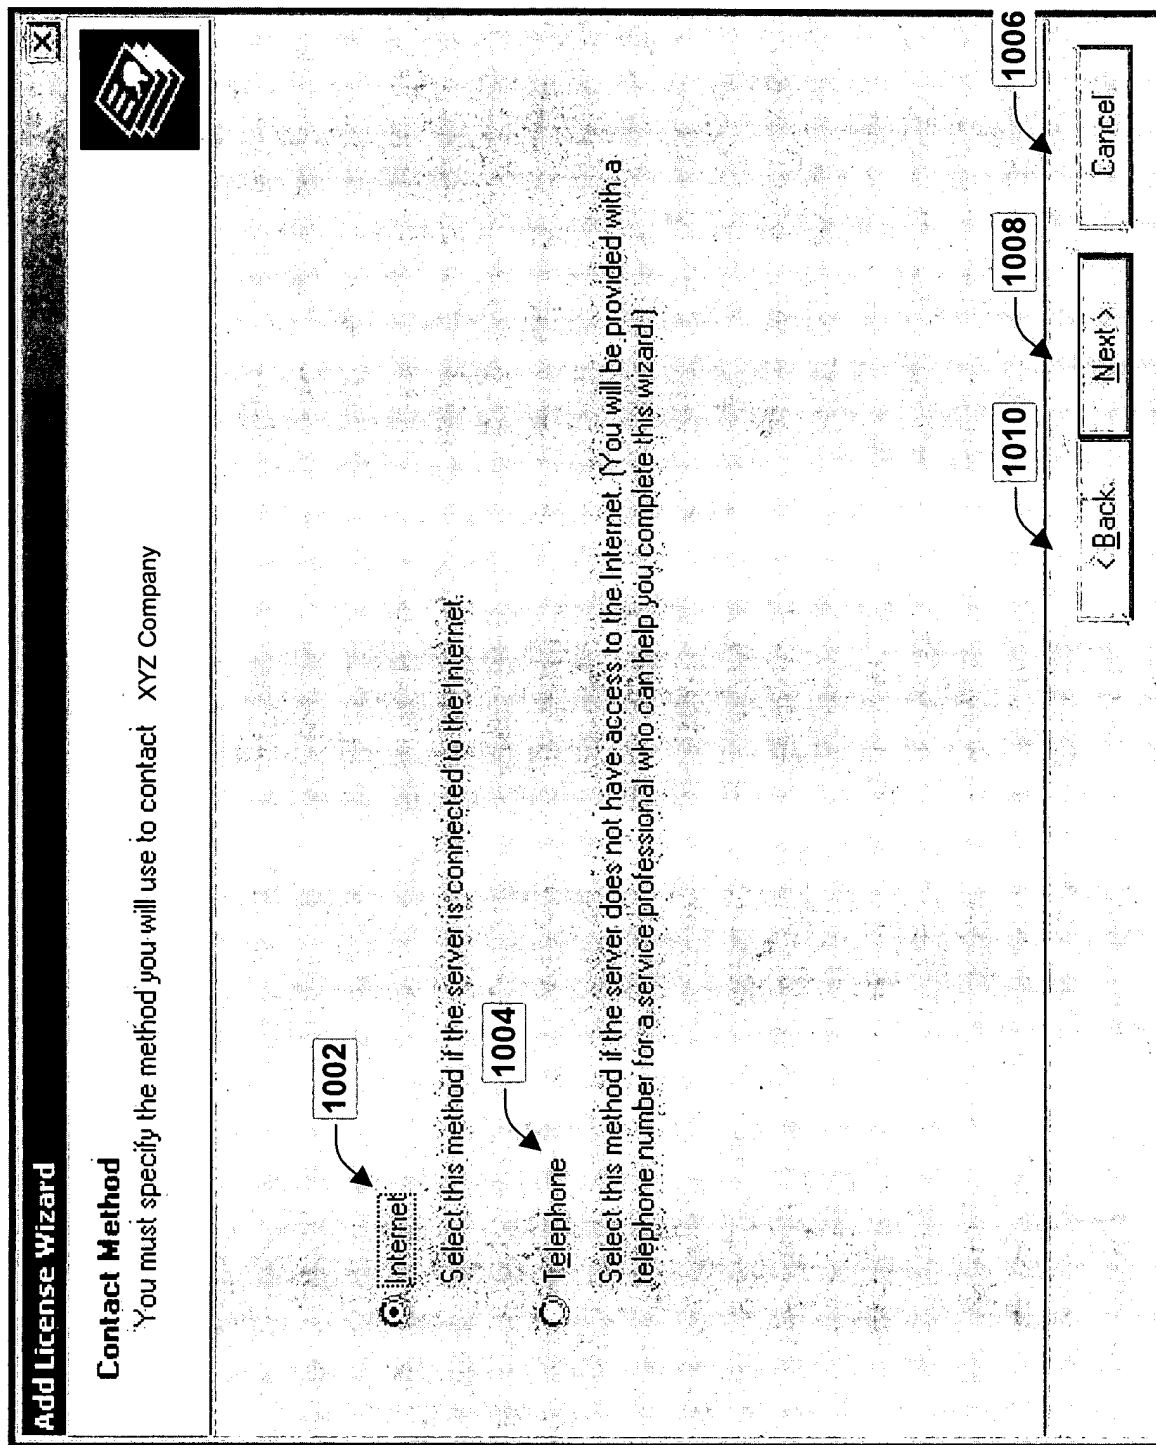 Add License Wizard
Contact Method
You must specify the method you will use to contact XYZ Company
1002
Internet
Select this method if the server is connected to the Internet.
1004
Telephone
Select this method if the server does not have access to the Internet. (You will be provided with a
telephone number for a service professional who can help you complete this wizard.)
1010
1008
1006
< Back
Next >
Cancel